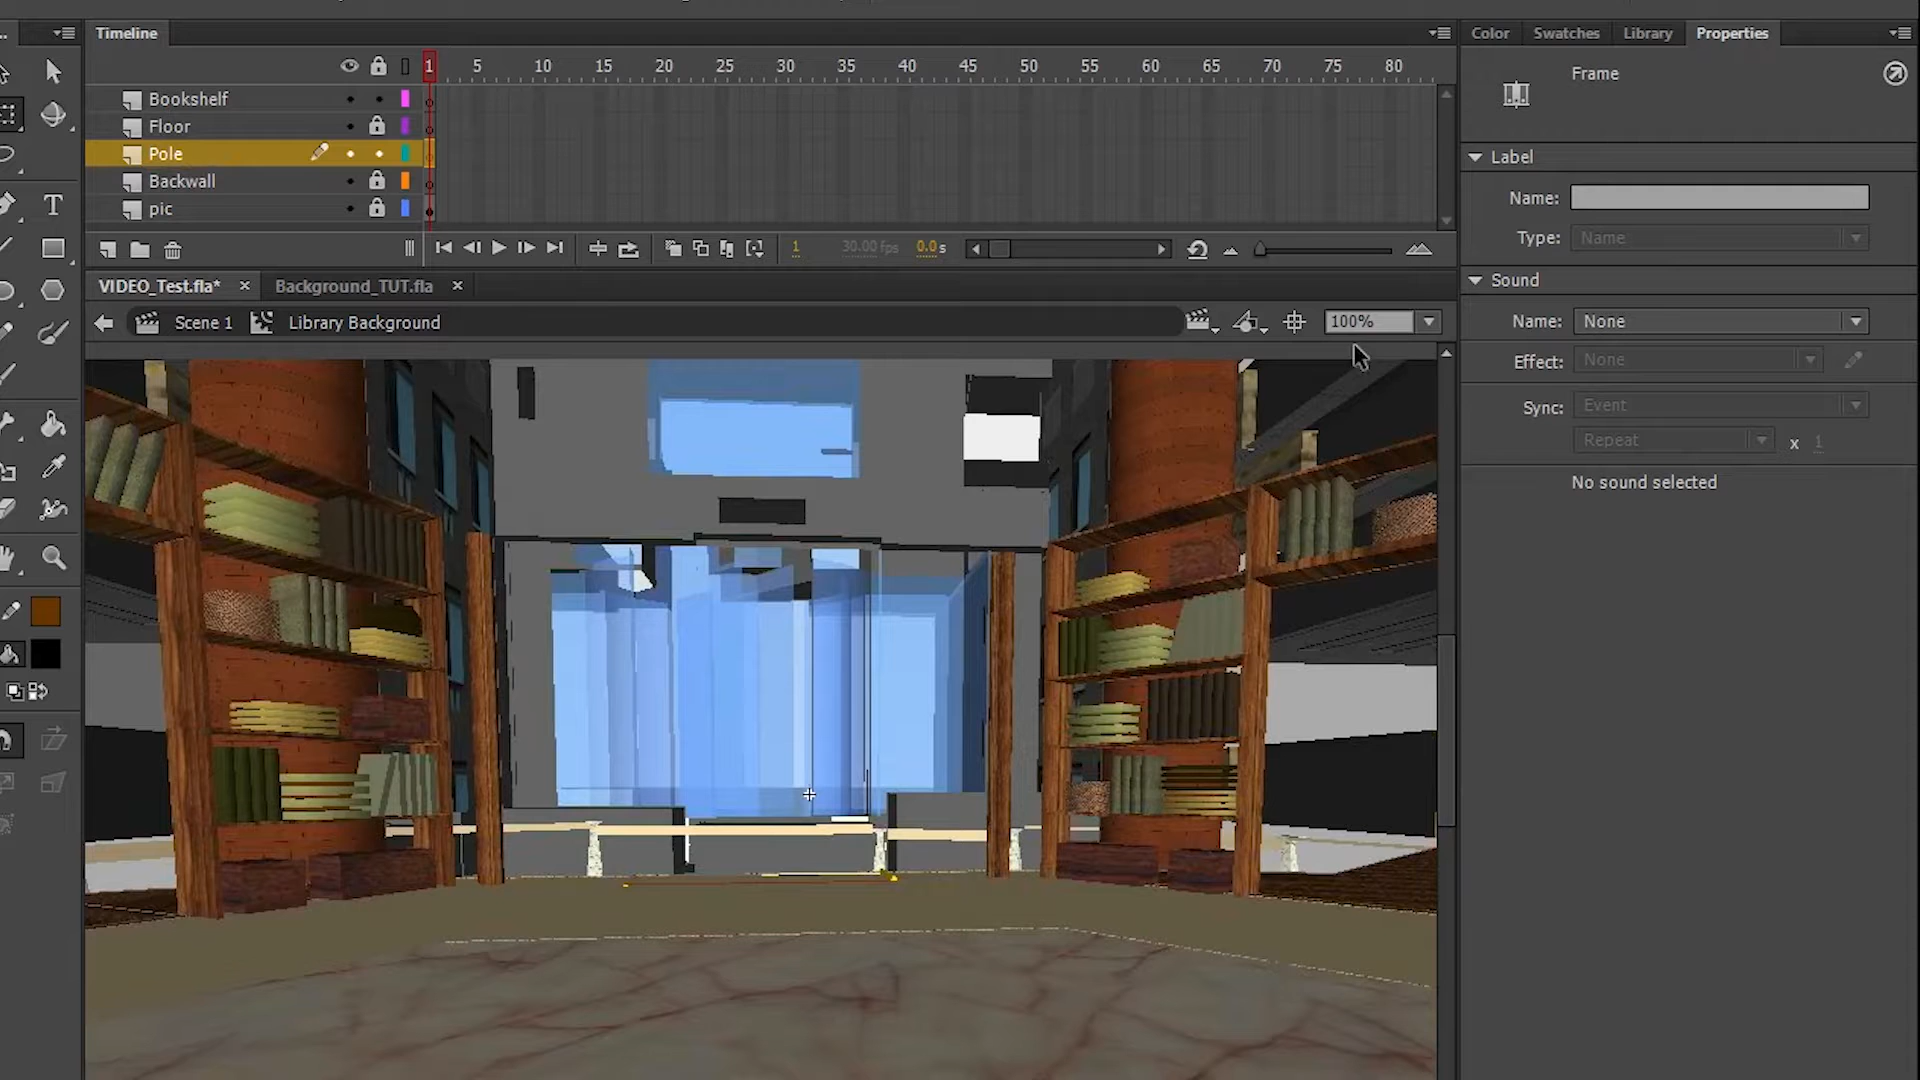 Timeline
Color Swatches Library Properties
1 5 10 15 20 25 30 35 40 45 50 55 60 65 70 75 80
Frame
Bookshelf
Floor
Pole
Backwall
pic
Label
Name:
Type: Name
1 30.00 fps 0.0 s
VIDEO_Test.fla* × Background_TUT.fla ×
Sound
Scene 1 Library Background 100%
Name: None
Effect: None
Sync: Event
Repeat x 1
No sound selected
T